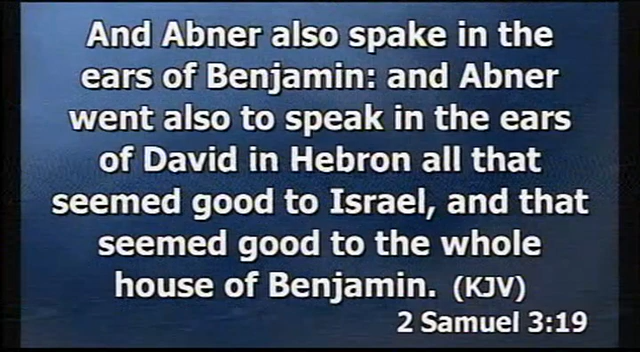 And Abner also spake in the
ears of Benjamin: and Abner
went also to speak in the ears
of David in Hebron all that
seemed good to Israel, and that
seemed good to the whole
house of Benjamin. (KJV)
2 Samuel 3:19